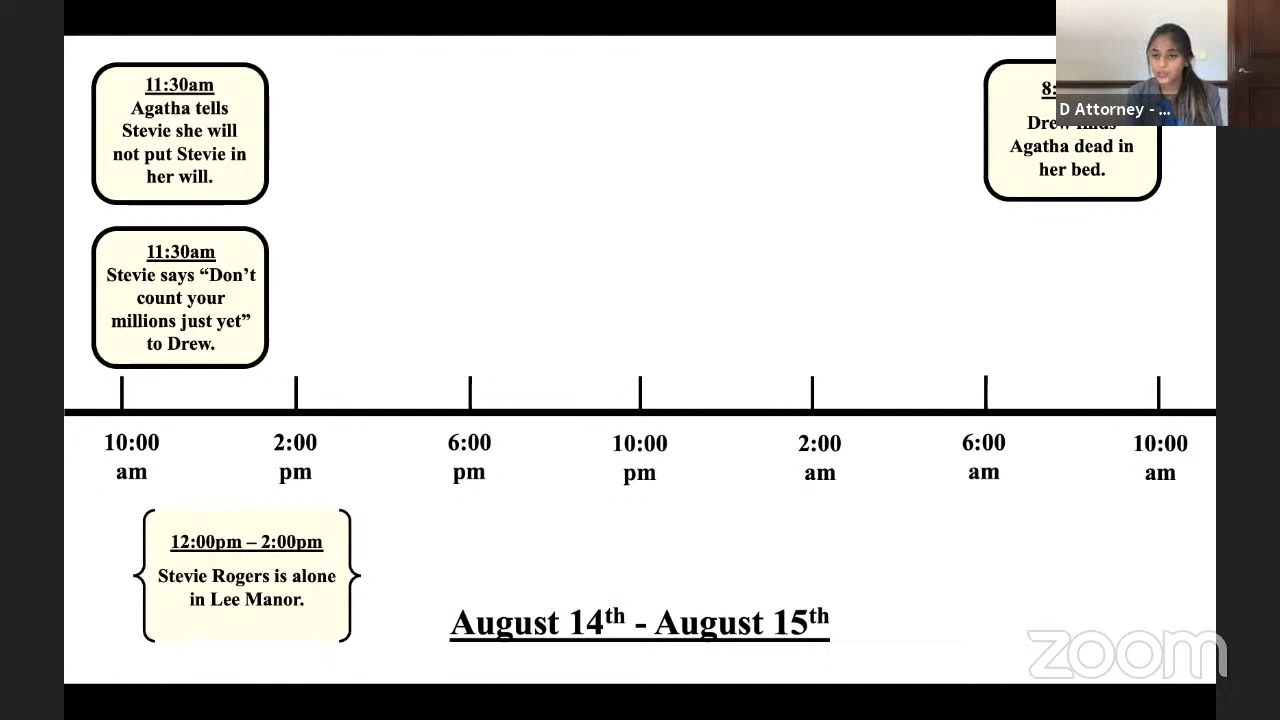 11:30am
Agatha tells
Stevie she will
not put Stevie in
her will.
8:
D Attorney - ...
Drew finds
Agatha dead in
her bed.
11:30am
Stevie says “Don’t
count your
millions just yet”
to Drew.
10:00 am
2:00 pm
6:00 pm
10:00 pm
2:00 am
6:00 am
10:00 am
12:00pm – 2:00pm
Stevie Rogers is alone
in Lee Manor.
August 14th - August 15th
zoom